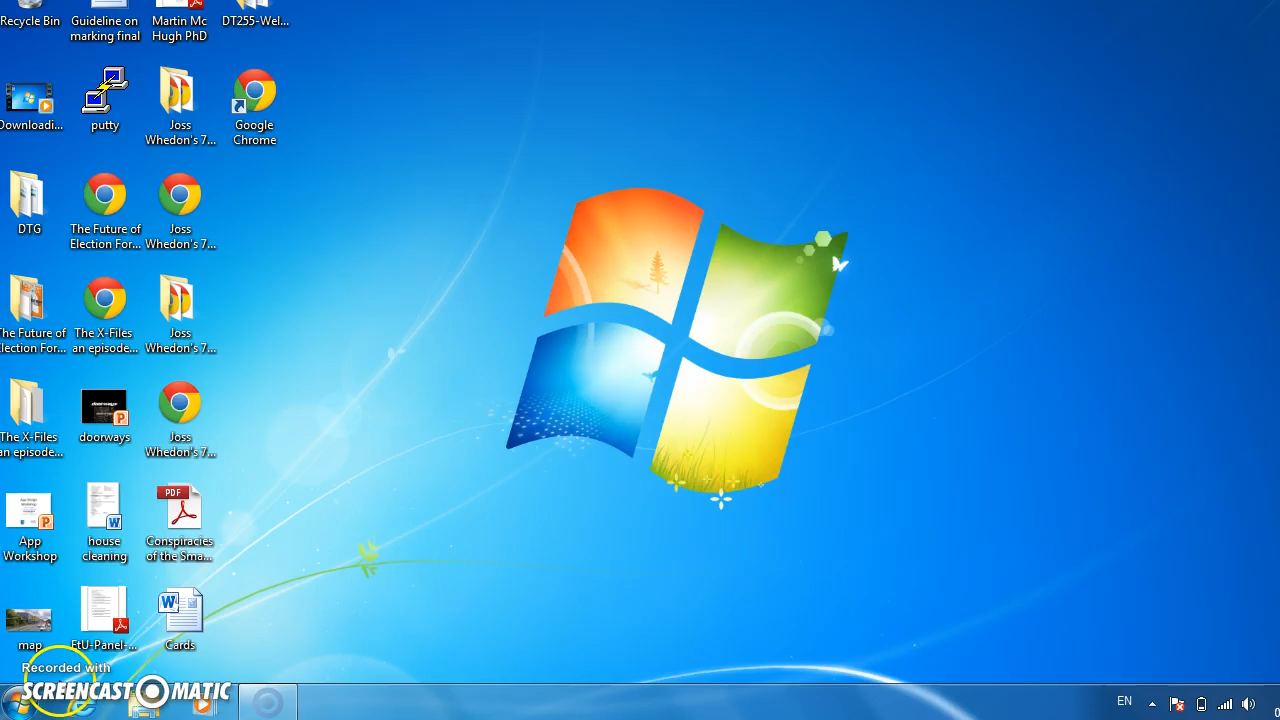 Recycle Bin
Guideline on
marking final
Martin Mc
Hugh PhD
DT255-Wel...
Downloadi...
putty
Joss
Whedon's 7...
Google
Chrome
DTG
The Future of
Election For...
Joss
Whedon's 7...
The Future of
Election For...
The X-Files
an episode...
Joss
Whedon's 7...
The X-Files
an episode...
doorways
Joss
Whedon's 7...
PDF
App
Workshop
house
cleaning
Conspiracies
of the Sma...
map
EtU-Panel-...
Cards
Recorded with
SCREENCAST MATIC
EN